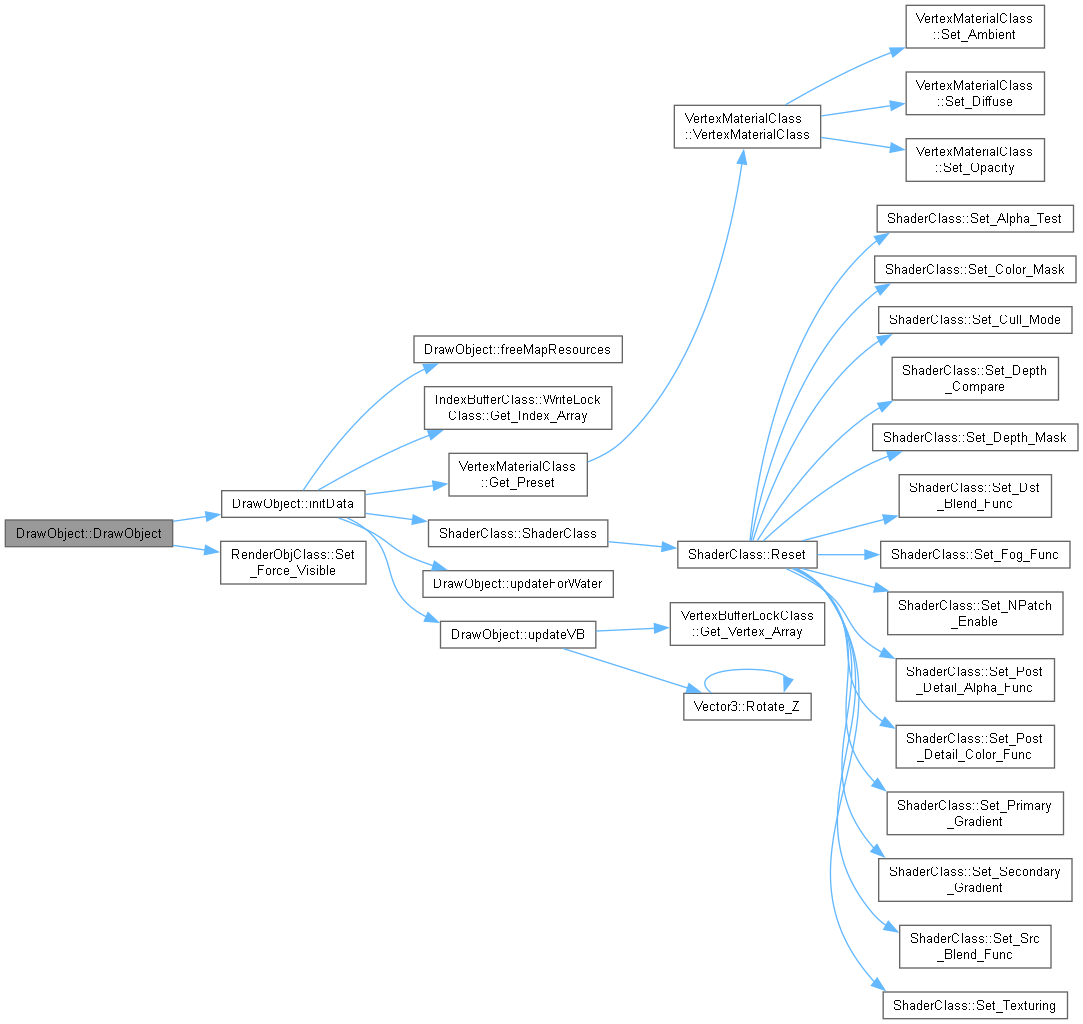 VertexMaterialClass
::Set_Ambient
VertexMaterialClass
::Set_Diffuse
VertexMaterialClass
::VertexMaterialClass
VertexMaterialClass
::Set_Opacity
ShaderClass::Set_Alpha_Test
ShaderClass::Set_Color_Mask
ShaderClass::Set_Cull_Mode
DrawObject::freeMapResources
ShaderClass::Set_Depth
_Compare
IndexBufferClass::WriteLock
Class::Get_Index_Array
ShaderClass::Set_Depth_Mask
VertexMaterialClass
::Get_Preset
ShaderClass::Set_Dst
_Blend_Func
DrawObject::initData
DrawObject::DrawObject
ShaderClass::ShaderClass
RenderObjClass::Set
_Force_Visible
ShaderClass::Reset
ShaderClass::Set_Fog_Func
DrawObject::updateForWater
ShaderClass::Set_NPatch
_Enable
VertexBufferLockClass
::Get_Vertex_Array
DrawObject::updateVB
ShaderClass::Set_Post
_Detail_Alpha_Func
Vector3::Rotate_Z
ShaderClass::Set_Post
_Detail_Color_Func
ShaderClass::Set_Primary
_Gradient
ShaderClass::Set_Secondary
_Gradient
ShaderClass::Set_Src
_Blend_Func
ShaderClass::Set_Texturing